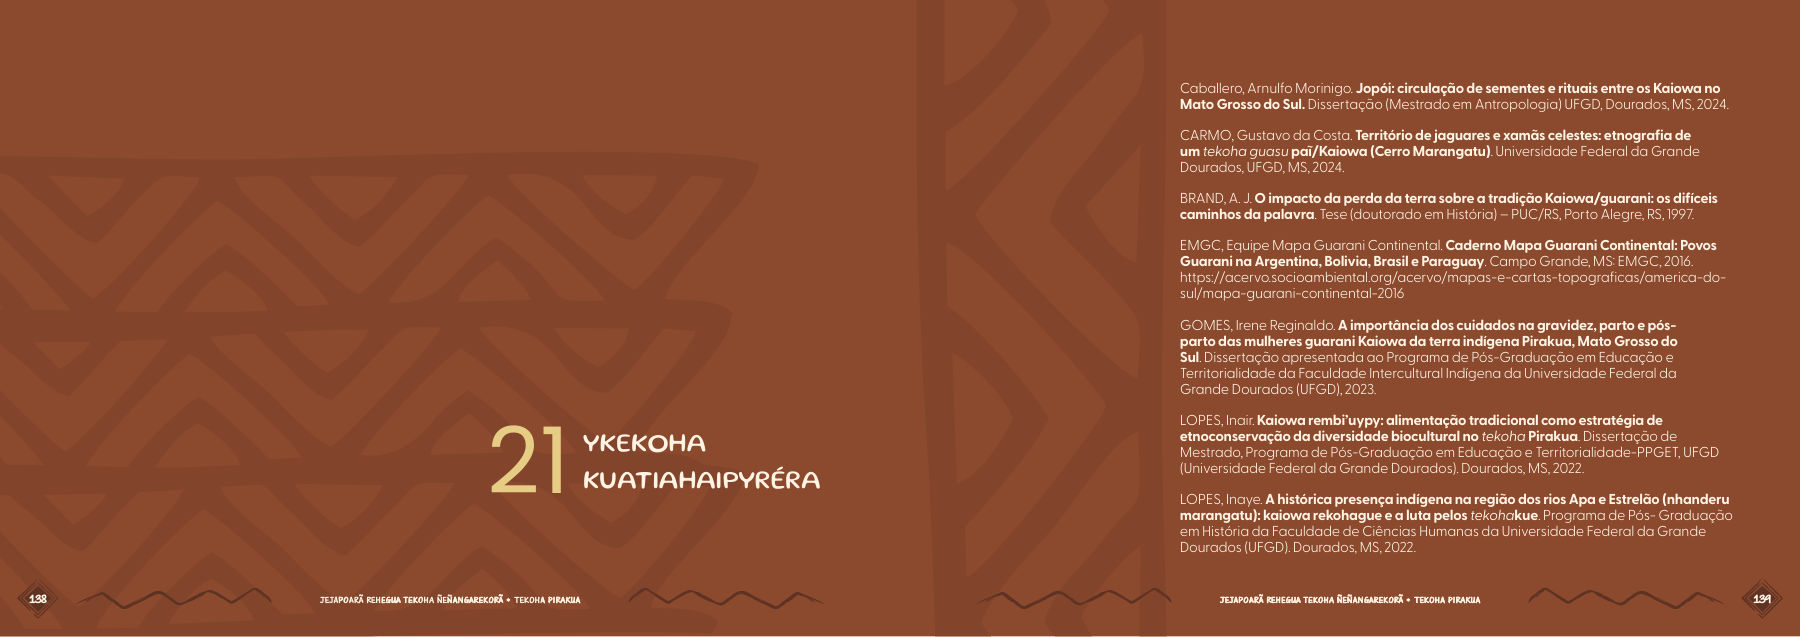 21 YKEKOHA
KUATIAHAIPYRÉRA
138
JEJAPOARÃ REHEGUA TEKOHA ÑEÑANGAREKORÃ • TEKOHA PIRAKUA
Caballero, Arnulfo Morinigo. Jopói: circulação de sementes e rituais entre os Kaiowa no
Mato Grosso do Sul. Dissertação (Mestrado em Antropologia) UFGD, Dourados, MS, 2024.
CARMO, Gustavo da Costa. Território de jaguares e xamãs celestes: etnografia de
um tekoha guasu paĩ/Kaiowa (Cerro Marangatu). Universidade Federal da Grande
Dourados, UFGD, MS, 2024.
BRAND, A. J. O impacto da perda da terra sobre a tradição Kaiowa/guarani: os difíceis
caminhos da palavra. Tese (doutorado em História) – PUC/RS, Porto Alegre, RS, 1997.
EMGC, Equipe Mapa Guarani Continental. Caderno Mapa Guarani Continental: Povos
Guarani na Argentina, Bolivia, Brasil e Paraguay. Campo Grande, MS: EMGC, 2016.
https://acervo.socioambiental.org/acervo/mapas-e-cartas-topograficas/america-do-
sul/mapa-guarani-continental-2016
GOMES, Irene Reginaldo. A importância dos cuidados na gravidez, parto e pós-
parto das mulheres guarani Kaiowa da terra indígena Pirakua, Mato Grosso do
Sul. Dissertação apresentada ao Programa de Pós-Graduação em Educação e
Territorialidade da Faculdade Intercultural Indígena da Universidade Federal da
Grande Dourados (UFGD), 2023.
LOPES, Inair. Kaiowa rembi'uypy: alimentação tradicional como estratégia de
etnoconservação da diversidade biocultural no tekoha Pirakua. Dissertação de
Mestrado, Programa de Pós-Graduação em Educação e Territorialidade-PPGET, UFGD
(Universidade Federal da Grande Dourados). Dourados, MS, 2022.
LOPES, Inaye. A histórica presença indígena na região dos rios Apa e Estrelão (nhanderu
marangatu): kaiowa rekohague e a luta pelos tekohakue. Programa de Pós- Graduação
em História da Faculdade de Ciências Humanas da Universidade Federal da Grande
Dourados (UFGD). Dourados, MS, 2022.
JEJAPOARÃ REHEGUA TEKOHA ÑEÑANGAREKORÃ • TEKOHA PIRAKUA
139